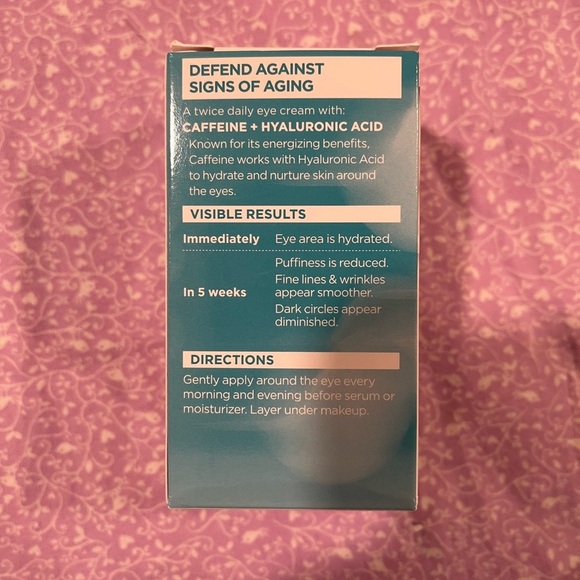 DEFEND AGAINST
SIGNS OF AGING
A twice daily eye cream with:
CAFFEINE + HYALURONIC ACID
Known for its energizing benefits,
Caffeine works with Hyaluronic Acid
to hydrate and nurture skin around
the eyes.
VISIBLE RESULTS
Immediately Eye area is hydrated.
Puffiness is reduced.
Fine lines & wrinkles
In 5 weeks appear smoother.
Dark circles appear
diminished.
DIRECTIONS
Gently apply around the eye every
morning and evening before serum or
moisturizer. Layer under makeup.